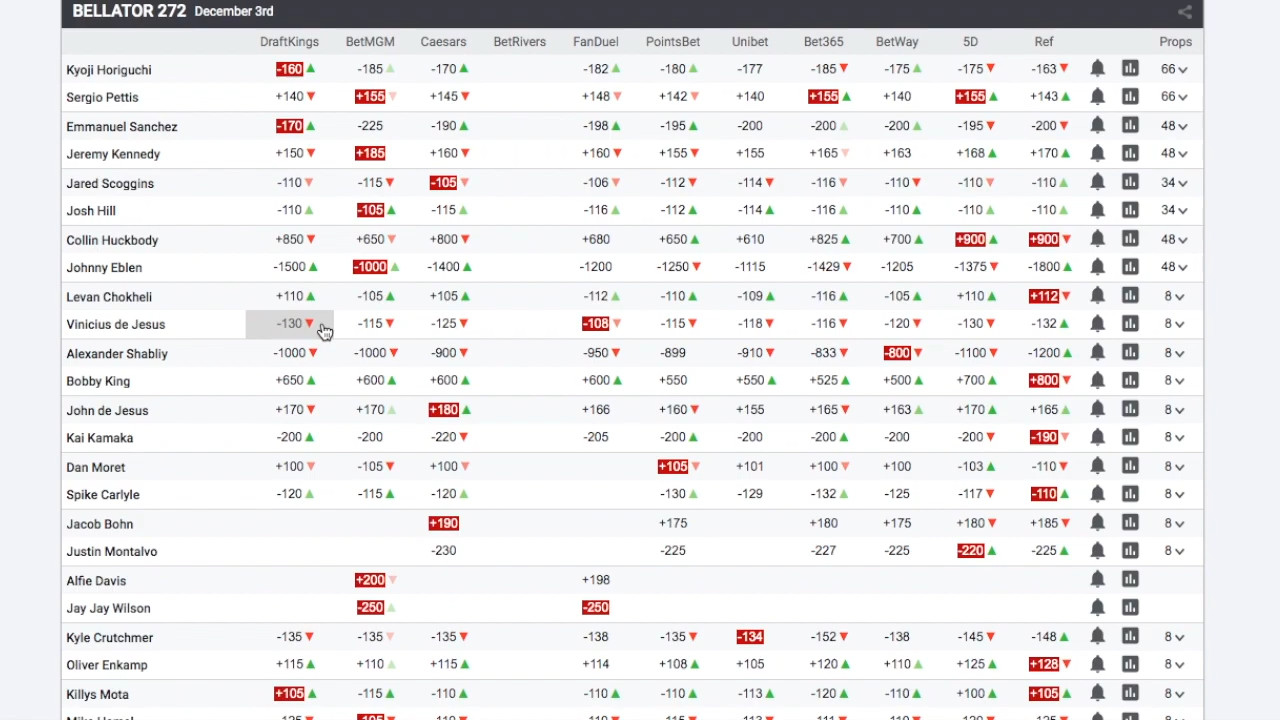 BELLATOR 272 December 3rd
DraftKings BetMGM Caesars BetRivers FanDuel PointsBet Unibet Bet365 BetWay 5D Ref Props
Kyoji Horiguchi -160 -185 -170 -182 -180 -177 -185 -175 -175 -163 66
Sergio Pettis +140 +155 +145 +148 +142 +140 +155 +140 +155 +143 66
Emmanuel Sanchez -170 -225 -190 -198 -195 -200 -200 -200 -195 -200 48
Jeremy Kennedy +150 +185 +160 +160 +155 +155 +165 +163 +168 +170 48
Jared Scoggins -110 -115 -105 -106 -112 -114 -116 -110 -110 -110 34
Josh Hill -110 -105 -115 -116 -112 -114 -116 -110 -110 -110 34
Collin Huckbody +850 +650 +800 +680 +650 +610 +825 +700 +900 +900 48
Johnny Eblen -1500 -1000 -1400 -1200 -1250 -1115 -1429 -1205 -1375 -1800 48
Levan Chokheli +110 -105 +105 -112 -110 -109 -116 -105 +110 +112 8
Vinicius de Jesus -130 -115 -125 -108 -115 -18 -116 -120 -130 -132 8
Alexander Shabliy -1000 -1000 -900 -950 -899 -910 -833 -800 -1100 -1200 8
Bobby King +650 +600 +600 +600 +550 +550 +525 +500 +700 +800 8
John de Jesus +170 +170 +180 +166 +160 +155 +165 +163 +170 +165 8
Kai Kamaka -200 -200 -220 -205 -200 -200 -200 -200 -200 -190 8
Dan Moret +100 -105 +100 +105 +101 +100 +100 -103 -110 8
Spike Carlyle -120 -115 -120 -130 -129 -132 -125 -117 -110 8
Jacob Bohn +190 +175 +180 +175 +180 +185 8
Justin Montalvo -230 -225 -227 -225 -220 -225 8
Alfie Davis +200 +198
Jay Jay Wilson -250 -250
Kyle Crutchmer -135 -135 -135 -138 -135 -134 -152 -138 -145 -148 8
Oliver Enkamp +115 +110 +115 +114 +108 +105 +120 +110 +125 +128 8
Killys Mota +105 -115 -110 -110 -110 -113 -120 -110 +100 +105 8